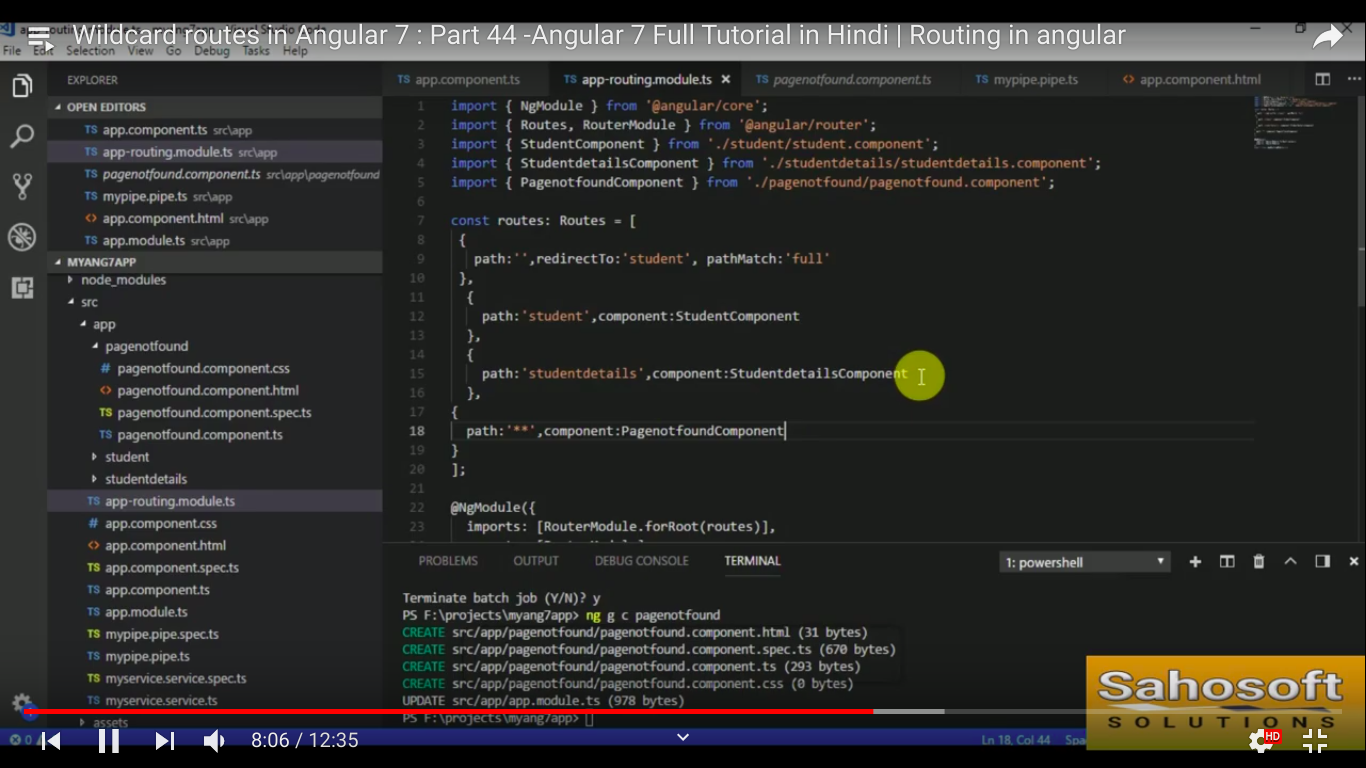 Wildcard routes in Angular 7 : Part 44 -Angular 7 Full Tutorial in Hindi | Routing in angular
File Edit Selection View Go Debug Tasks Help
EXPLORER
OPEN EDITORS
TS app.component.ts src\app
TS app-routing.module.ts src\app
TS pagenotfound.component.ts src\app\pagenotfound
TS mypipe.pipe.ts src\app
<> app.component.html src\app
TS app.module.ts src\app
MYANG7APP
node_modules
src
app
pagenotfound
# pagenotfound.component.css
<> pagenotfound.component.html
TS pagenotfound.component.spec.ts
TS pagenotfound.component.ts
student
studentdetails
TS app-routing.module.ts
# app.component.css
<> app.component.html
TS app.component.spec.ts
TS app.component.ts
TS app.module.ts
TS mypipe.pipe.spec.ts
TS mypipe.pipe.ts
TS myservice.service.spec.ts
TS myservice.service.ts
assets
TS app.component.ts TS app-routing.module.ts × TS pagenotfound.component.ts TS mypipe.pipe.ts <> app.component.html
1 import { NgModule } from '@angular/core';
2 import { Routes, RouterModule } from '@angular/router';
3 import { StudentComponent } from './student/student.component';
4 import { StudentdetailsComponent } from './studentdetails/studentdetails.component';
5 import { PagenotfoundComponent } from './pagenotfound/pagenotfound.component';
6
7 const routes: Routes = [
8 {
9 path:'',redirectTo:'student', pathMatch:'full'
10 },
11 {
12 path:'student',component:StudentComponent
13 },
14 {
15 path:'studentdetails',component:StudentdetailsComponent
16 },
17 {
18 path:'**',component:PagenotfoundComponent
19 }
20 ];
21
22 @NgModule({
23 imports: [RouterModule.forRoot(routes)],
PROBLEMS OUTPUT DEBUG CONSOLE TERMINAL 1: powershell
Terminate batch job (Y/N)? y
PS F:\projects\myang7app> ng g c pagenotfound
CREATE src/app/pagenotfound/pagenotfound.component.html (31 bytes)
CREATE src/app/pagenotfound/pagenotfound.component.spec.ts (670 bytes)
CREATE src/app/pagenotfound/pagenotfound.component.ts (293 bytes)
CREATE src/app/pagenotfound/pagenotfound.component.css (0 bytes)
UPDATE src/app/app.module.ts (978 bytes)
PS F:\projects\myang7app>
Sahosoft
SOLUTIONS
8:06 / 12:35
Ln 18, Col 44
HD